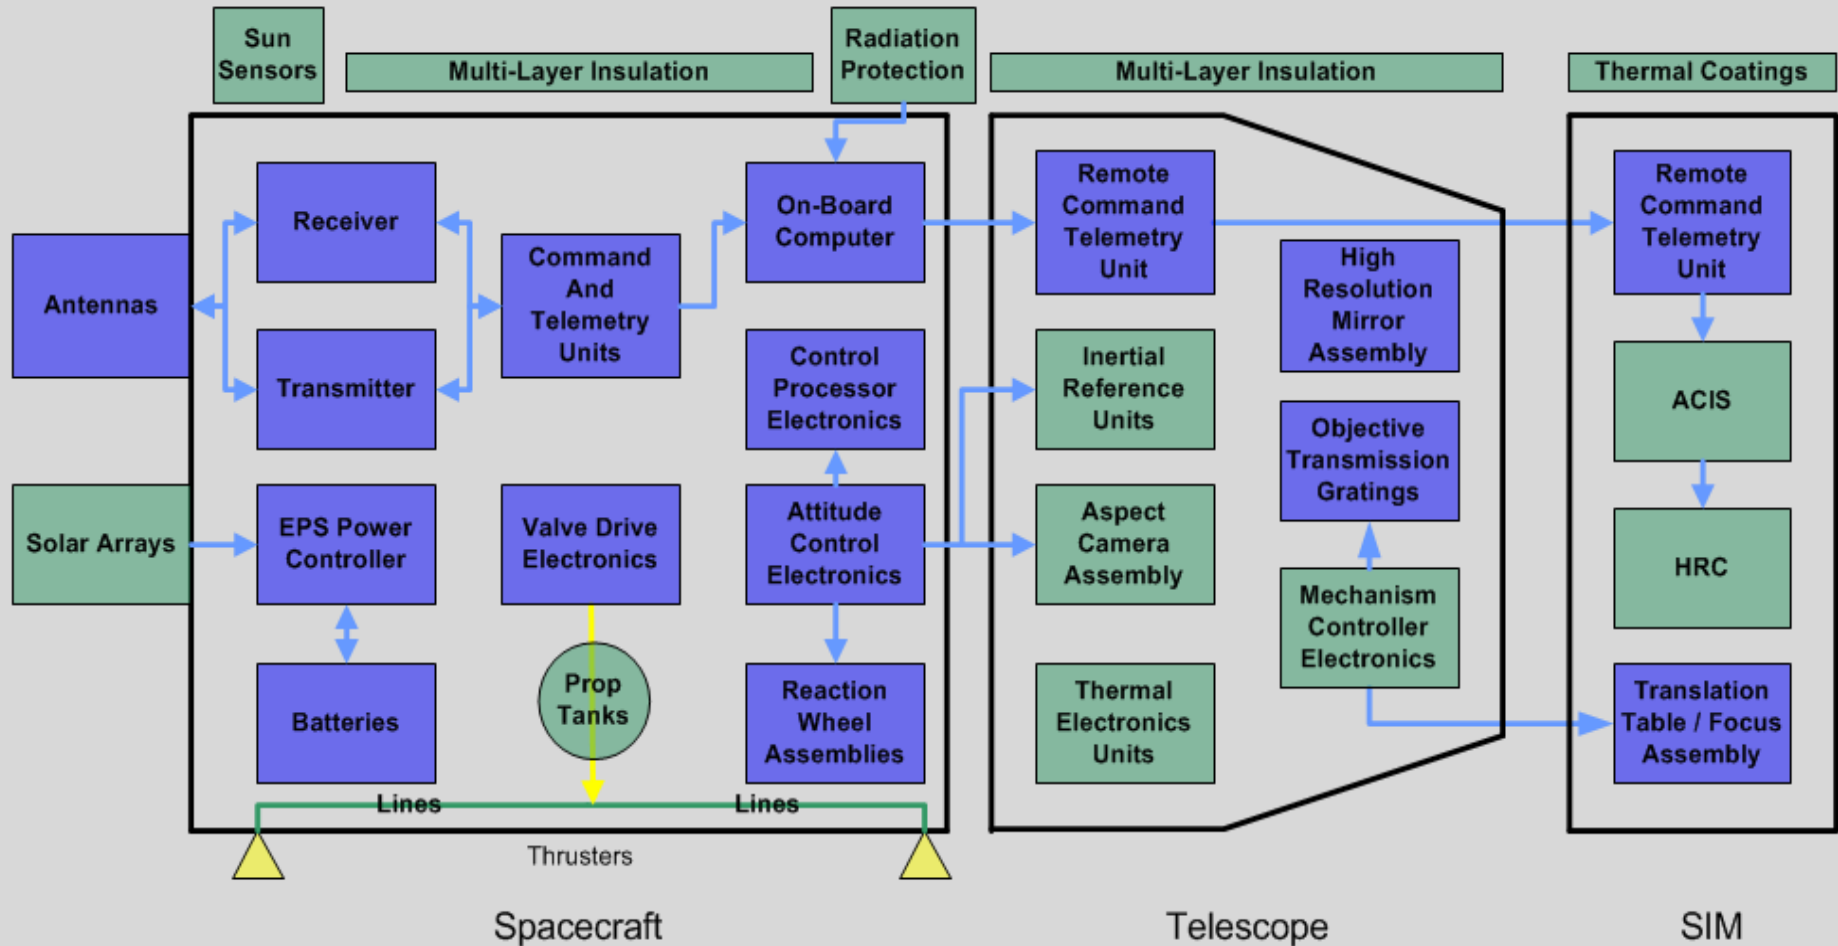 Sun
Sensors
Multi-Layer Insulation
Radiation
Protection
Multi-Layer Insulation
Thermal Coatings
Antennas
Solar Arrays
Receiver
Transmitter
EPS Power
Controller
Batteries
Command
And
Telemetry
Units
Valve Drive
Electronics
Prop
Tanks
On-Board
Computer
Control
Processor
Electronics
Attitude
Control
Electronics
Reaction
Wheel
Assemblies
Lines
Lines
Thrusters
Spacecraft
Remote
Command
Telemetry
Unit
Inertial
Reference
Units
Aspect
Camera
Assembly
Thermal
Electronics
Units
High
Resolution
Mirror
Assembly
Objective
Transmission
Gratings
Mechanism
Controller
Electronics
Telescope
Remote
Command
Telemetry
Unit
ACIS
HRC
Translation
Table / Focus
Assembly
SIM